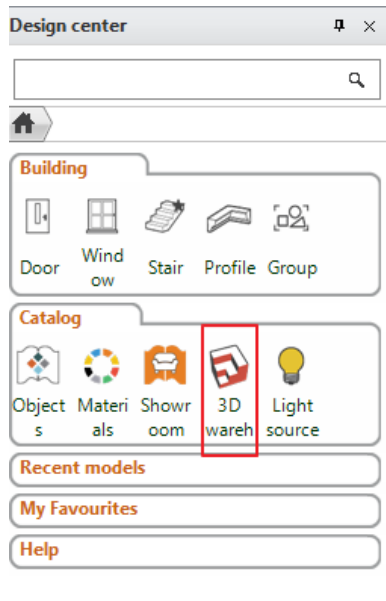 Design center
Building
Door Wind Stair Profile Group
ow
Catalog
Object Materi Showr 3D Light
s als oom wareh source
Recent models
My Favourites
Help